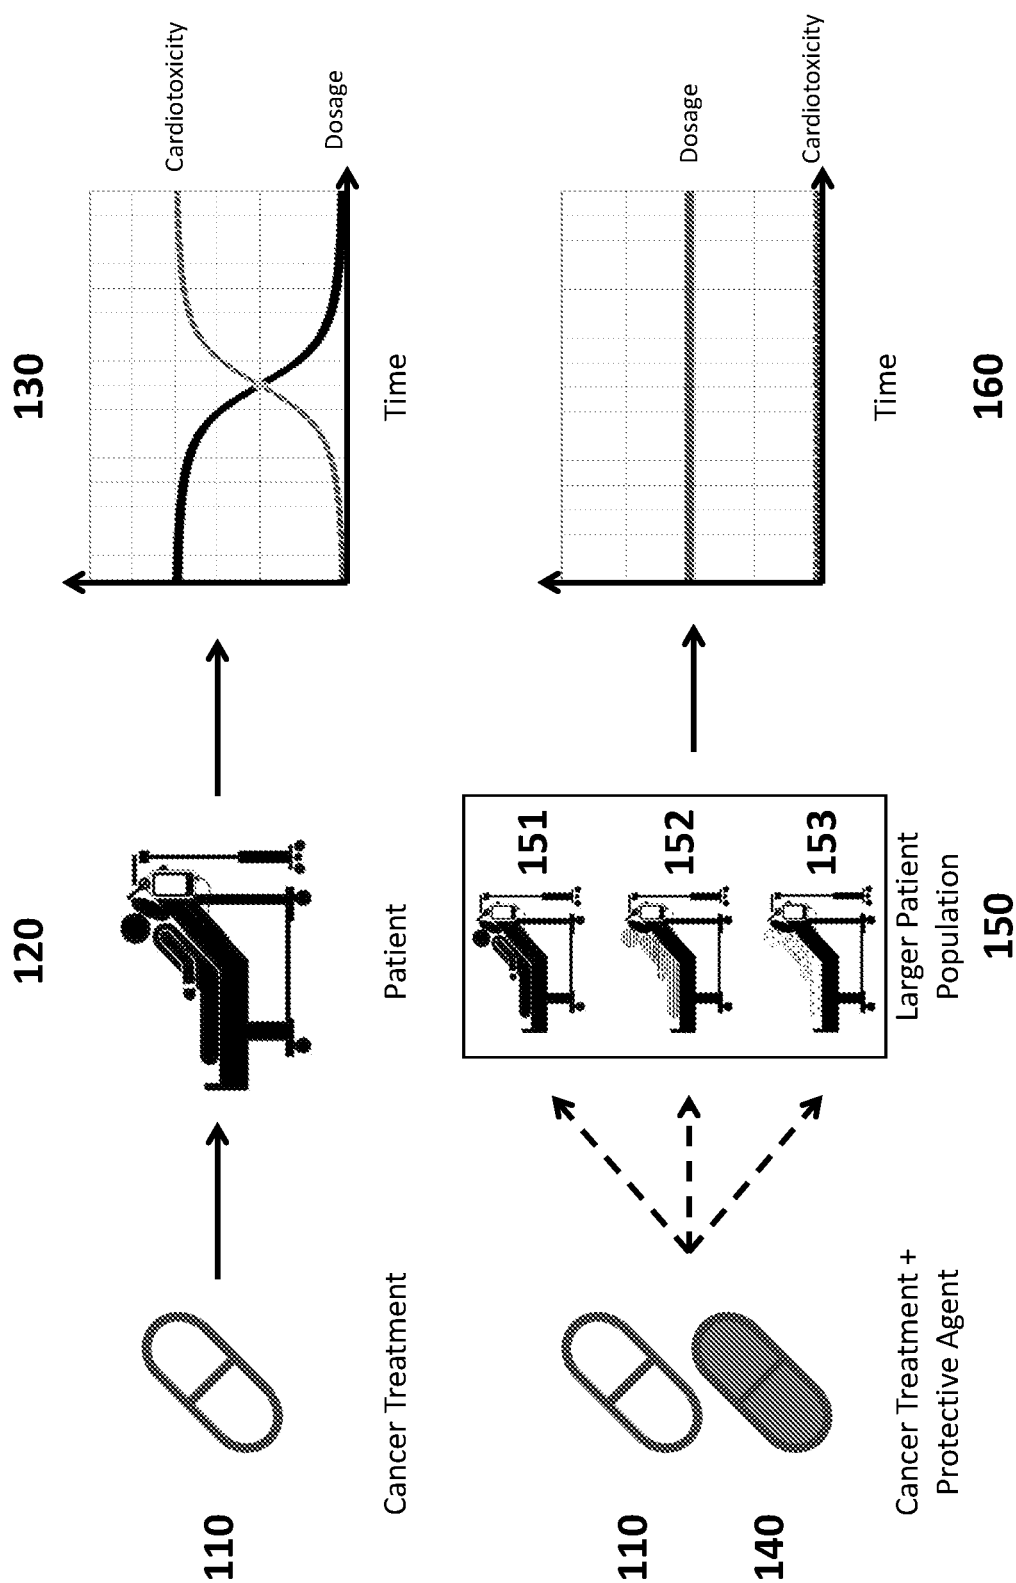 110
Cancer Treatment
120
Patient
130
Cardiotoxicity
Dosage
Time
110
140
Cancer Treatment +
Protective Agent
151
152
153
Larger Patient
Population
150
Dosage
Cardiotoxicity
Time
160